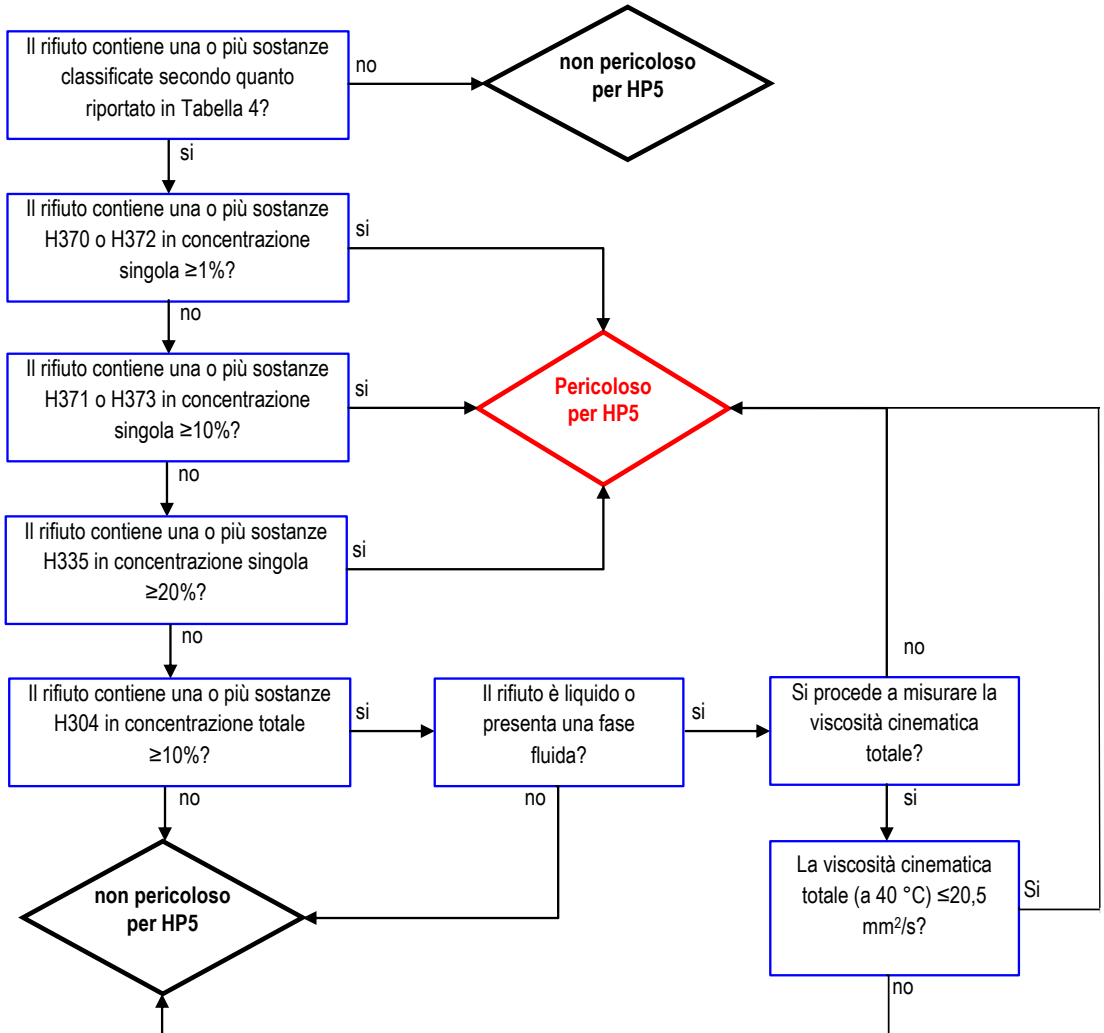 Il rifiuto contiene una o più sostanze
classificate secondo quanto
riportato in Tabella 4?
no
non pericoloso
per HP5
si
Il rifiuto contiene una o più sostanze
H370 o H372 in concentrazione
singola ≥1%?
si
no
Il rifiuto contiene una o più sostanze
H371 o H373 in concentrazione
singola ≥10%?
si
Pericoloso
per HP5
no
Il rifiuto contiene una o più sostanze
H335 in concentrazione singola
≥20%?
si
no
Il rifiuto contiene una o più sostanze
H304 in concentrazione totale
≥10%?
si
Il rifiuto è liquido o
presenta una fase
fluida?
si
no
Si procede a misurare la
viscosità cinematica
totale?
no
no
si
non pericoloso
per HP5
La viscosità cinematica
totale (a 40 °C) ≤20,5
mm²/s?
Si
no